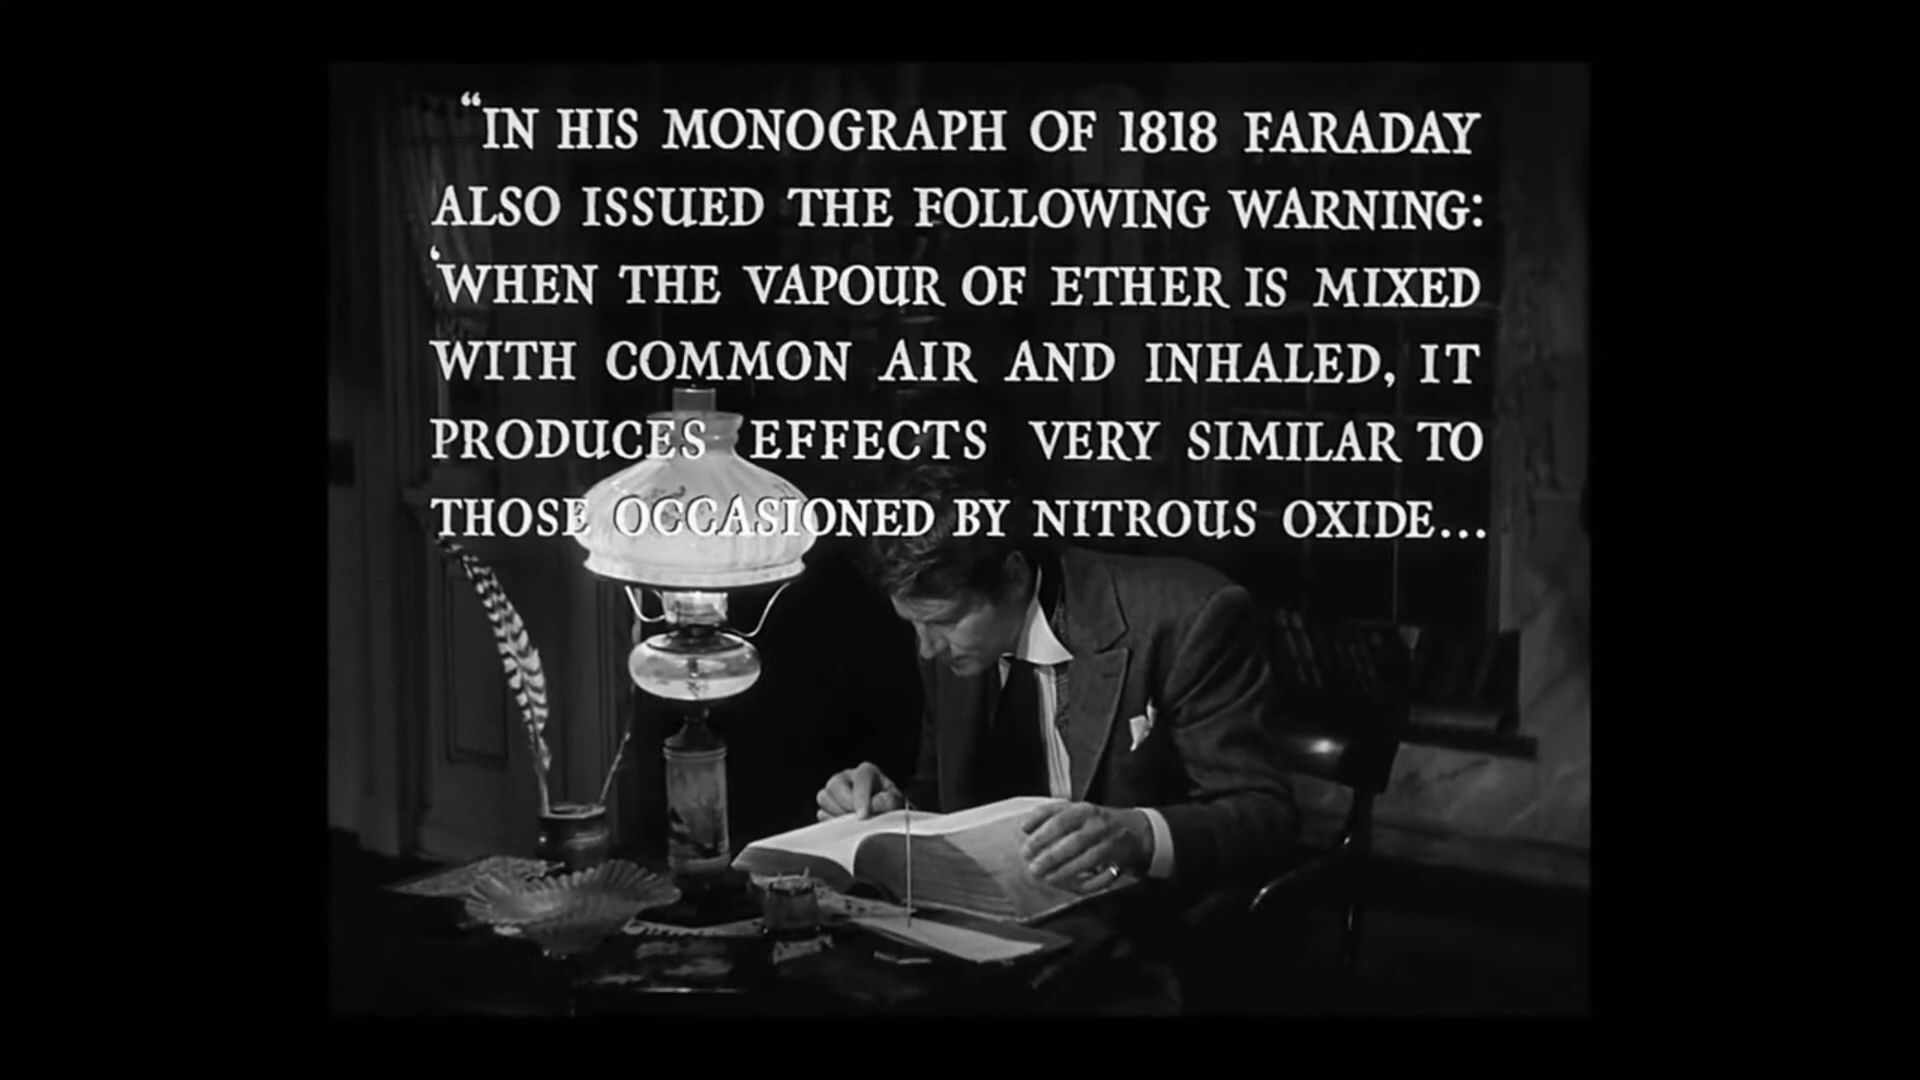 “IN HIS MONOGRAPH OF 1818 FARADAY
ALSO ISSUED THE FOLLOWING WARNING:
‘WHEN THE VAPOUR OF ETHER IS MIXED
WITH COMMON AIR AND INHALED, IT
PRODUCES EFFECTS VERY SIMILAR TO
THOSE OCCASIONED BY NITROUS OXIDE...